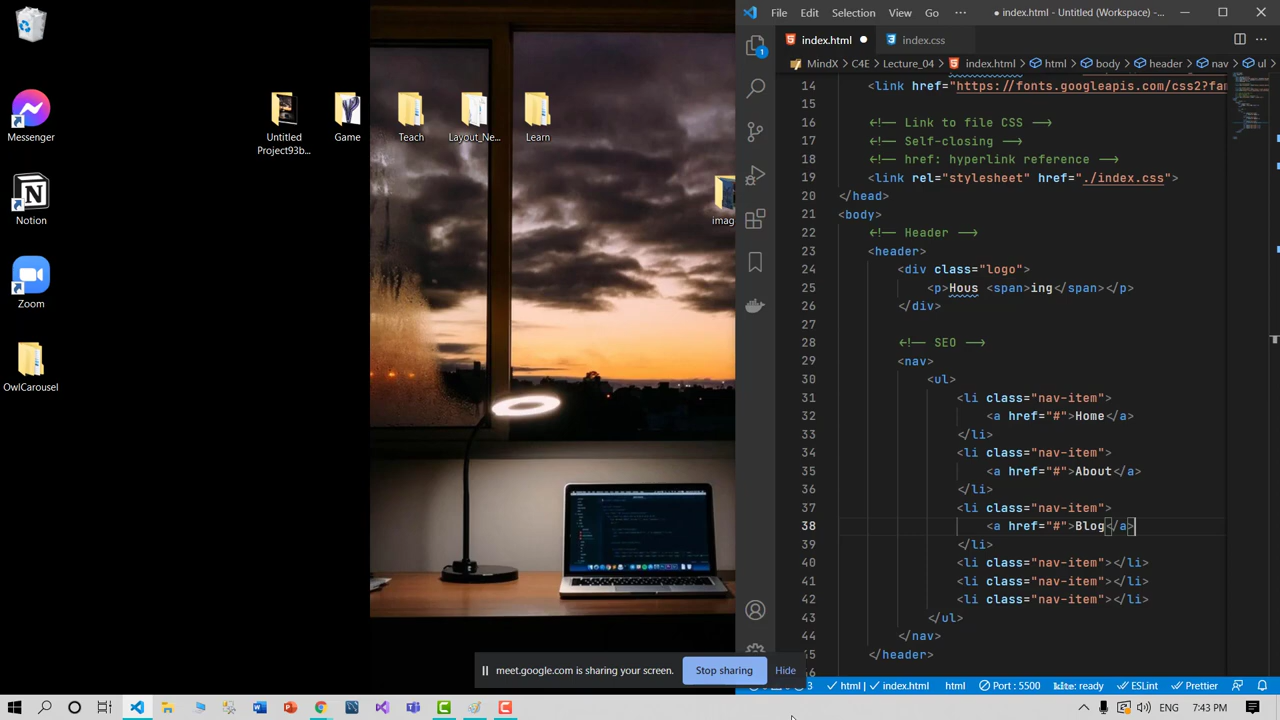 Messenger
Notion
Zoom
OwlCarousel
Untitled
Project93b...
Game
Teach
Layout_Ne...
Learn
imag
File Edit Selection View Go ··· ● index.html - Untitled (Workspace) -...
index.html ●
index.css
MindX > C4E > Lecture_04 > index.html > html > body > header > nav > ul
14 <link href="https://fonts.googleapis.com/css2?fam
15
16 <!-- Link to file CSS -->
17 <!-- Self-closing -->
18 <!-- href: hyperlink reference -->
19 <link rel="stylesheet" href="./index.css">
20 </head>
21 <body>
22 <!-- Header -->
23 <header>
24 <div class="logo">
25 <p>Hous <span>ing</span></p>
26 </div>
27
28 <!-- SEO -->
29 <nav>
30 <ul>
31 <li class="nav-item">
32 <a href="#">Home</a>
33 </li>
34 <li class="nav-item">
35 <a href="#">About</a>
36 </li>
37 <li class="nav-item">
38 <a href="#">Blog</a>
39 </li>
40 <li class="nav-item"></li>
41 <li class="nav-item"></li>
42 <li class="nav-item"></li>
43 </ul>
44 </nav>
45 </header>
1
meet.google.com is sharing your screen.
Stop sharing
Hide
3 html | index.html html Port : 5500 kite: ready ESLint Prettier
ENG 7:43 PM